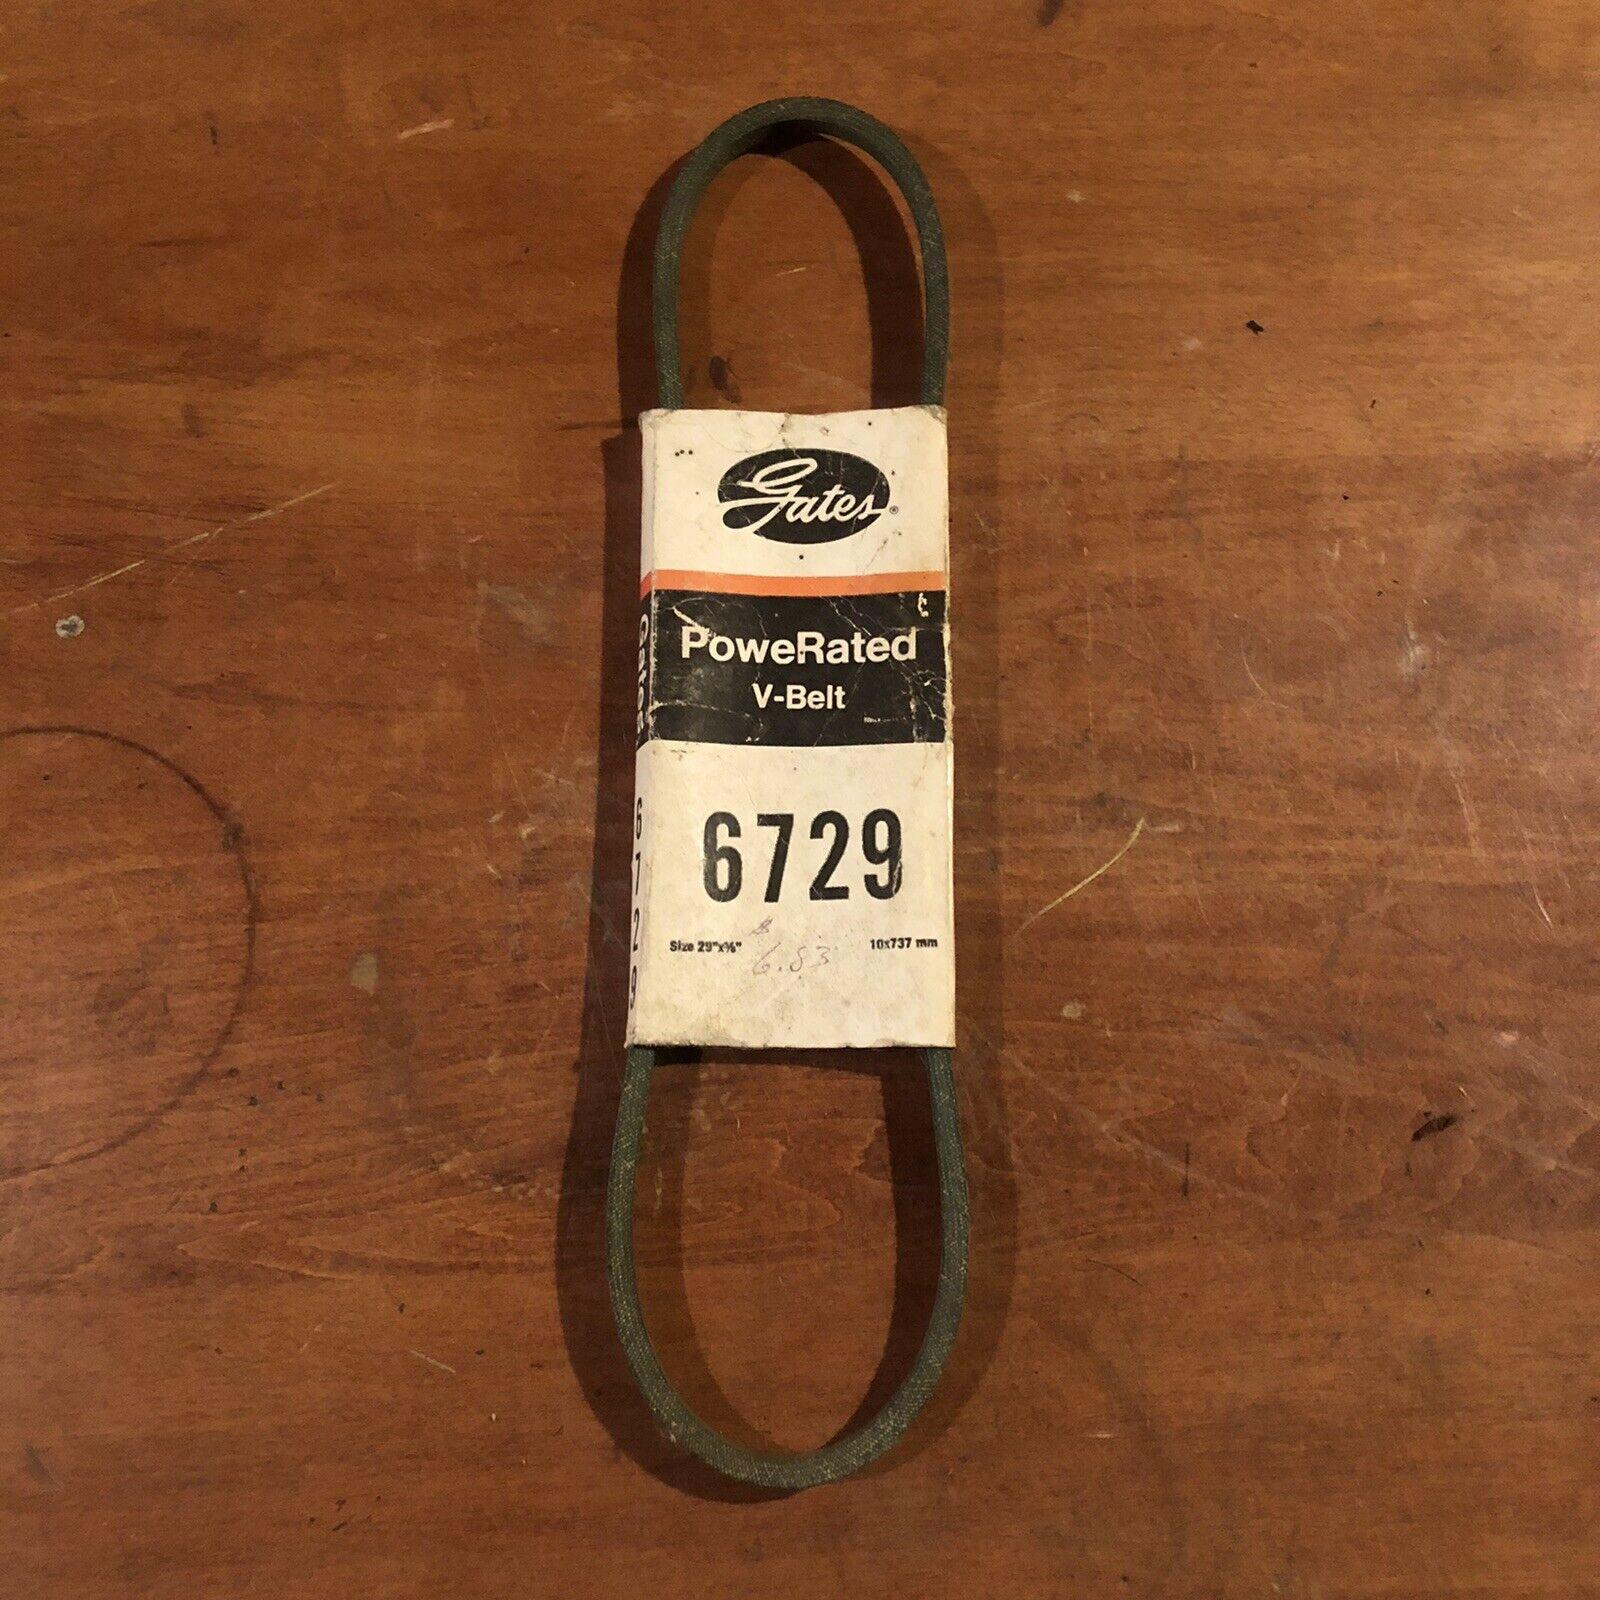 Gates®
PoweRated
V-Belt
6729
Size 29"x⅜" 10x737 mm
$
6.83
Gates
6729